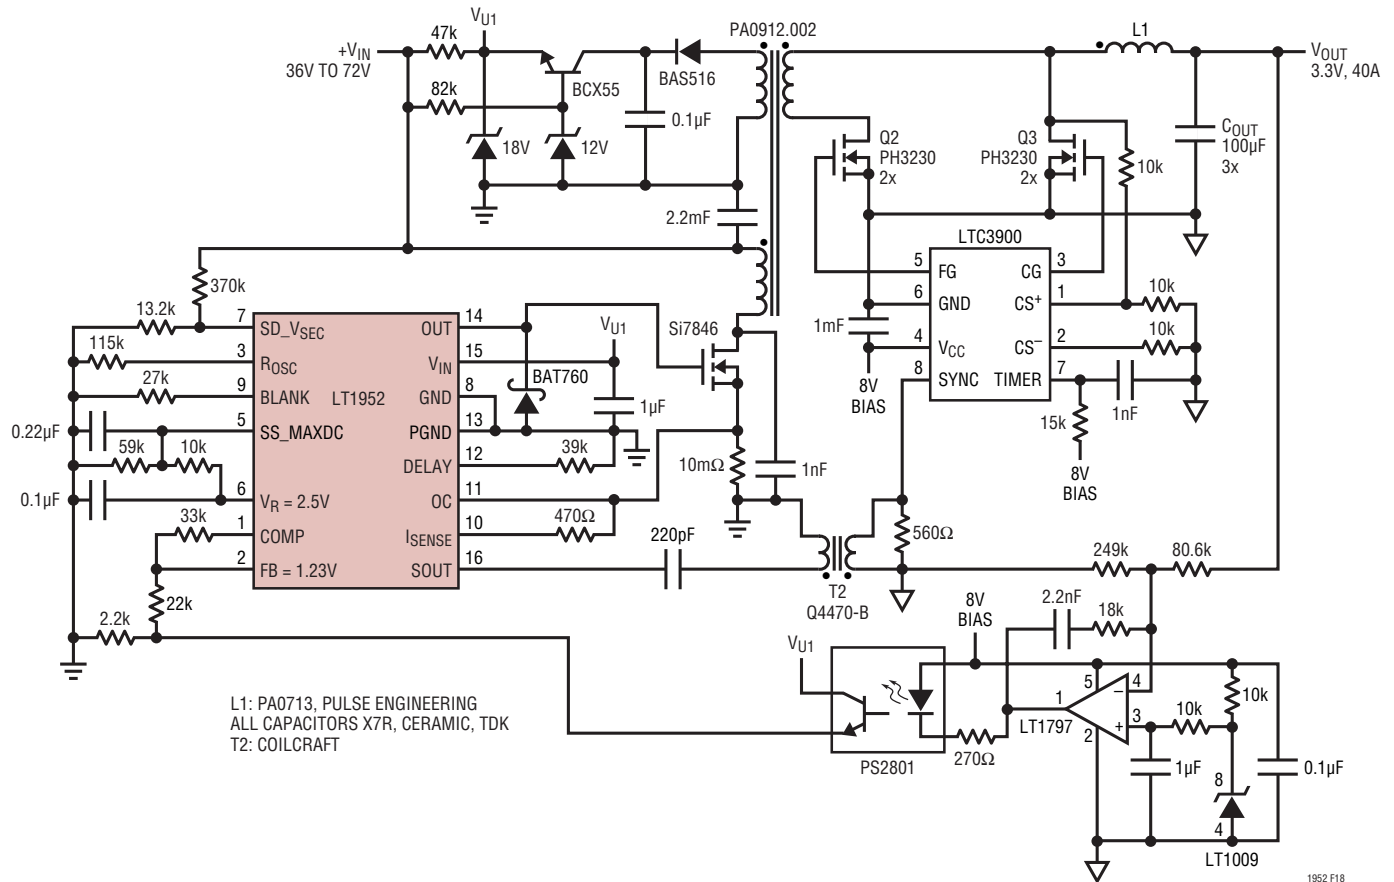 +VIN
36V TO 72V
47k
VU1
82k
BCX55
18V
12V
0.1µF
BAS516
PA0912.002
2.2mF
L1
VOUT
3.3V, 40A
COUT
100µF
3x
Q2
PH3230
2x
Q3
PH3230
2x
10k
LTC3900
5
FG
CG
3
6
GND
CS+
1
10k
4
VCC
CS–
2
10k
8
SYNC
TIMER
7
1mF
8V
BIAS
15k
1nF
8V
BIAS
370k
13.2k
115k
27k
0.22µF
59k
10k
0.1µF
33k
22k
2.2k
LT1952
7
SD_VSEC
3
ROSC
9
BLANK
5
SS_MAXDC
6
VR = 2.5V
1
COMP
2
FB = 1.23V
OUT
14
VIN
15
GND
8
PGND
13
DELAY
12
OC
11
ISENSE
10
SOUT
16
Si7846
VU1
BAT760
1µF
39k
470Ω
10mΩ
1nF
220pF
T2
Q4470-B
560Ω
249k
80.6k
8V
BIAS
2.2nF
18k
VU1
PS2801
270Ω
1
5
4
–
+
3
2
LT1797
10k
10k
1µF
8
4
LT1009
0.1µF
L1: PA0713, PULSE ENGINEERING
ALL CAPACITORS X7R, CERAMIC, TDK
T2: COILCRAFT
1952 F18